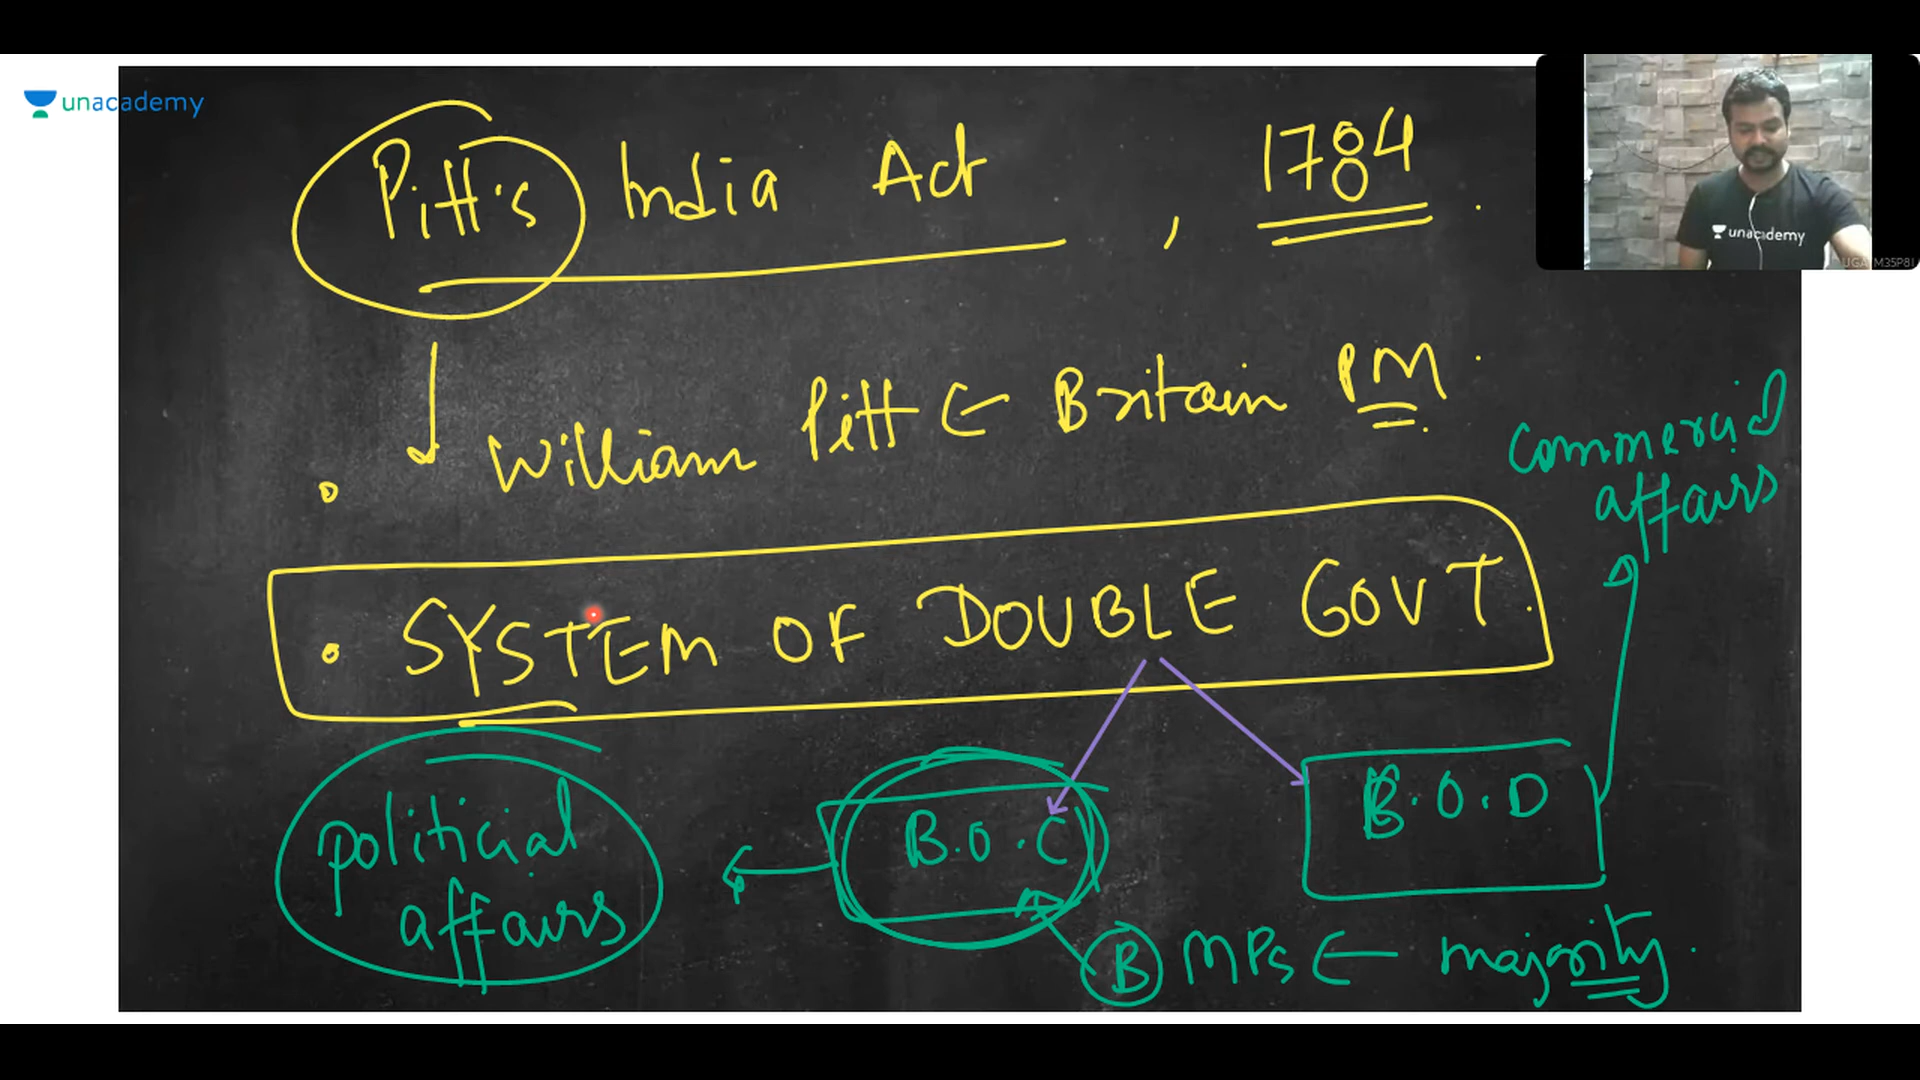 unacademy
Pitt's India Act, 1784.
William Pitt ← Britain PM.
Commercial affairs
• SYSTEM OF DOUBLE GOVT.
politicial affairs
B.O.C
B.O.D
B MPs ← majority.
unacademy